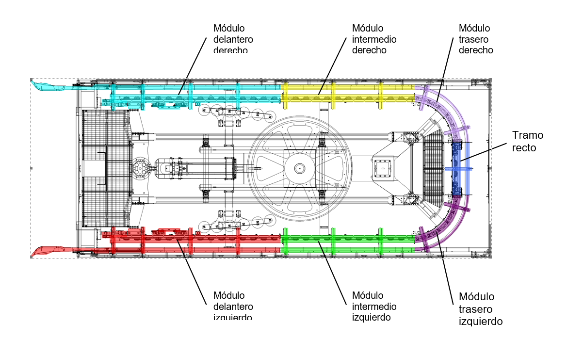 Módulo
delantero
derecho
Módulo
intermedio
derecho
Módulo
trasero
derecho
Tramo
recto
Módulo
delantero
izquierdo
Módulo
intermedio
izquierdo
Módulo
trasero
izquierdo